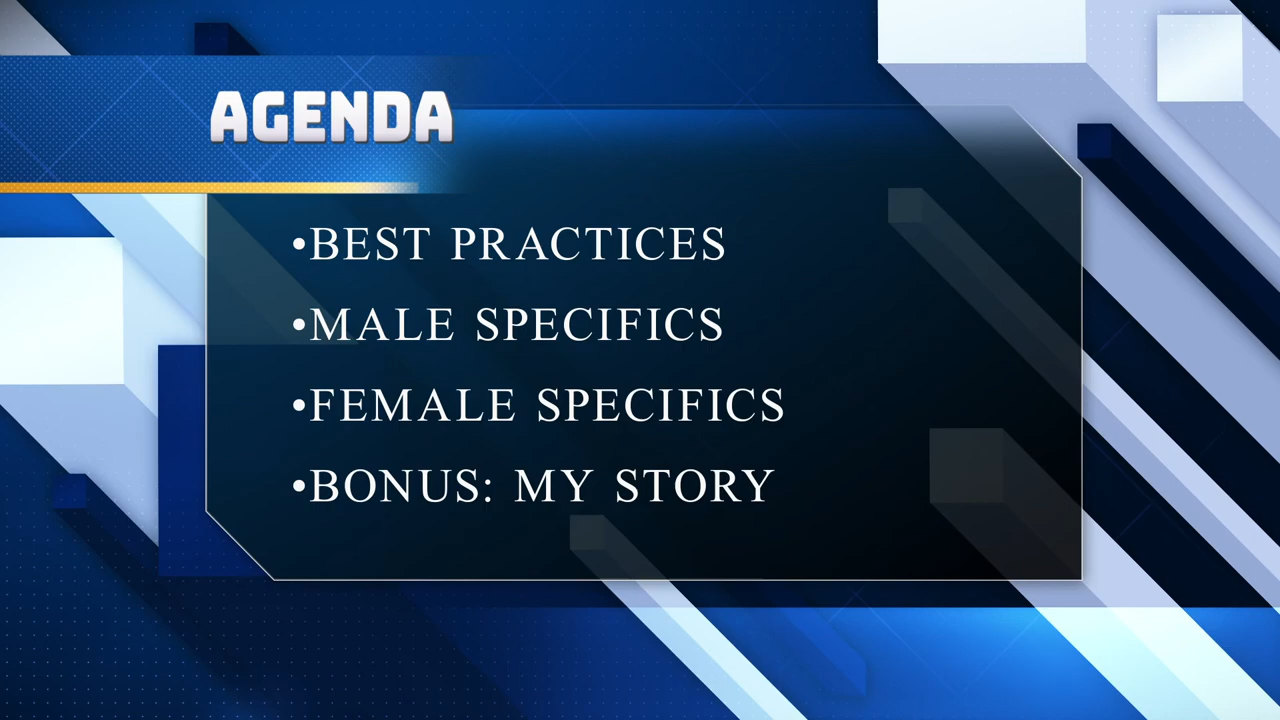 AGENDA
•BEST PRACTICES
•MALE SPECIFICS
•FEMALE SPECIFICS
•BONUS: MY STORY